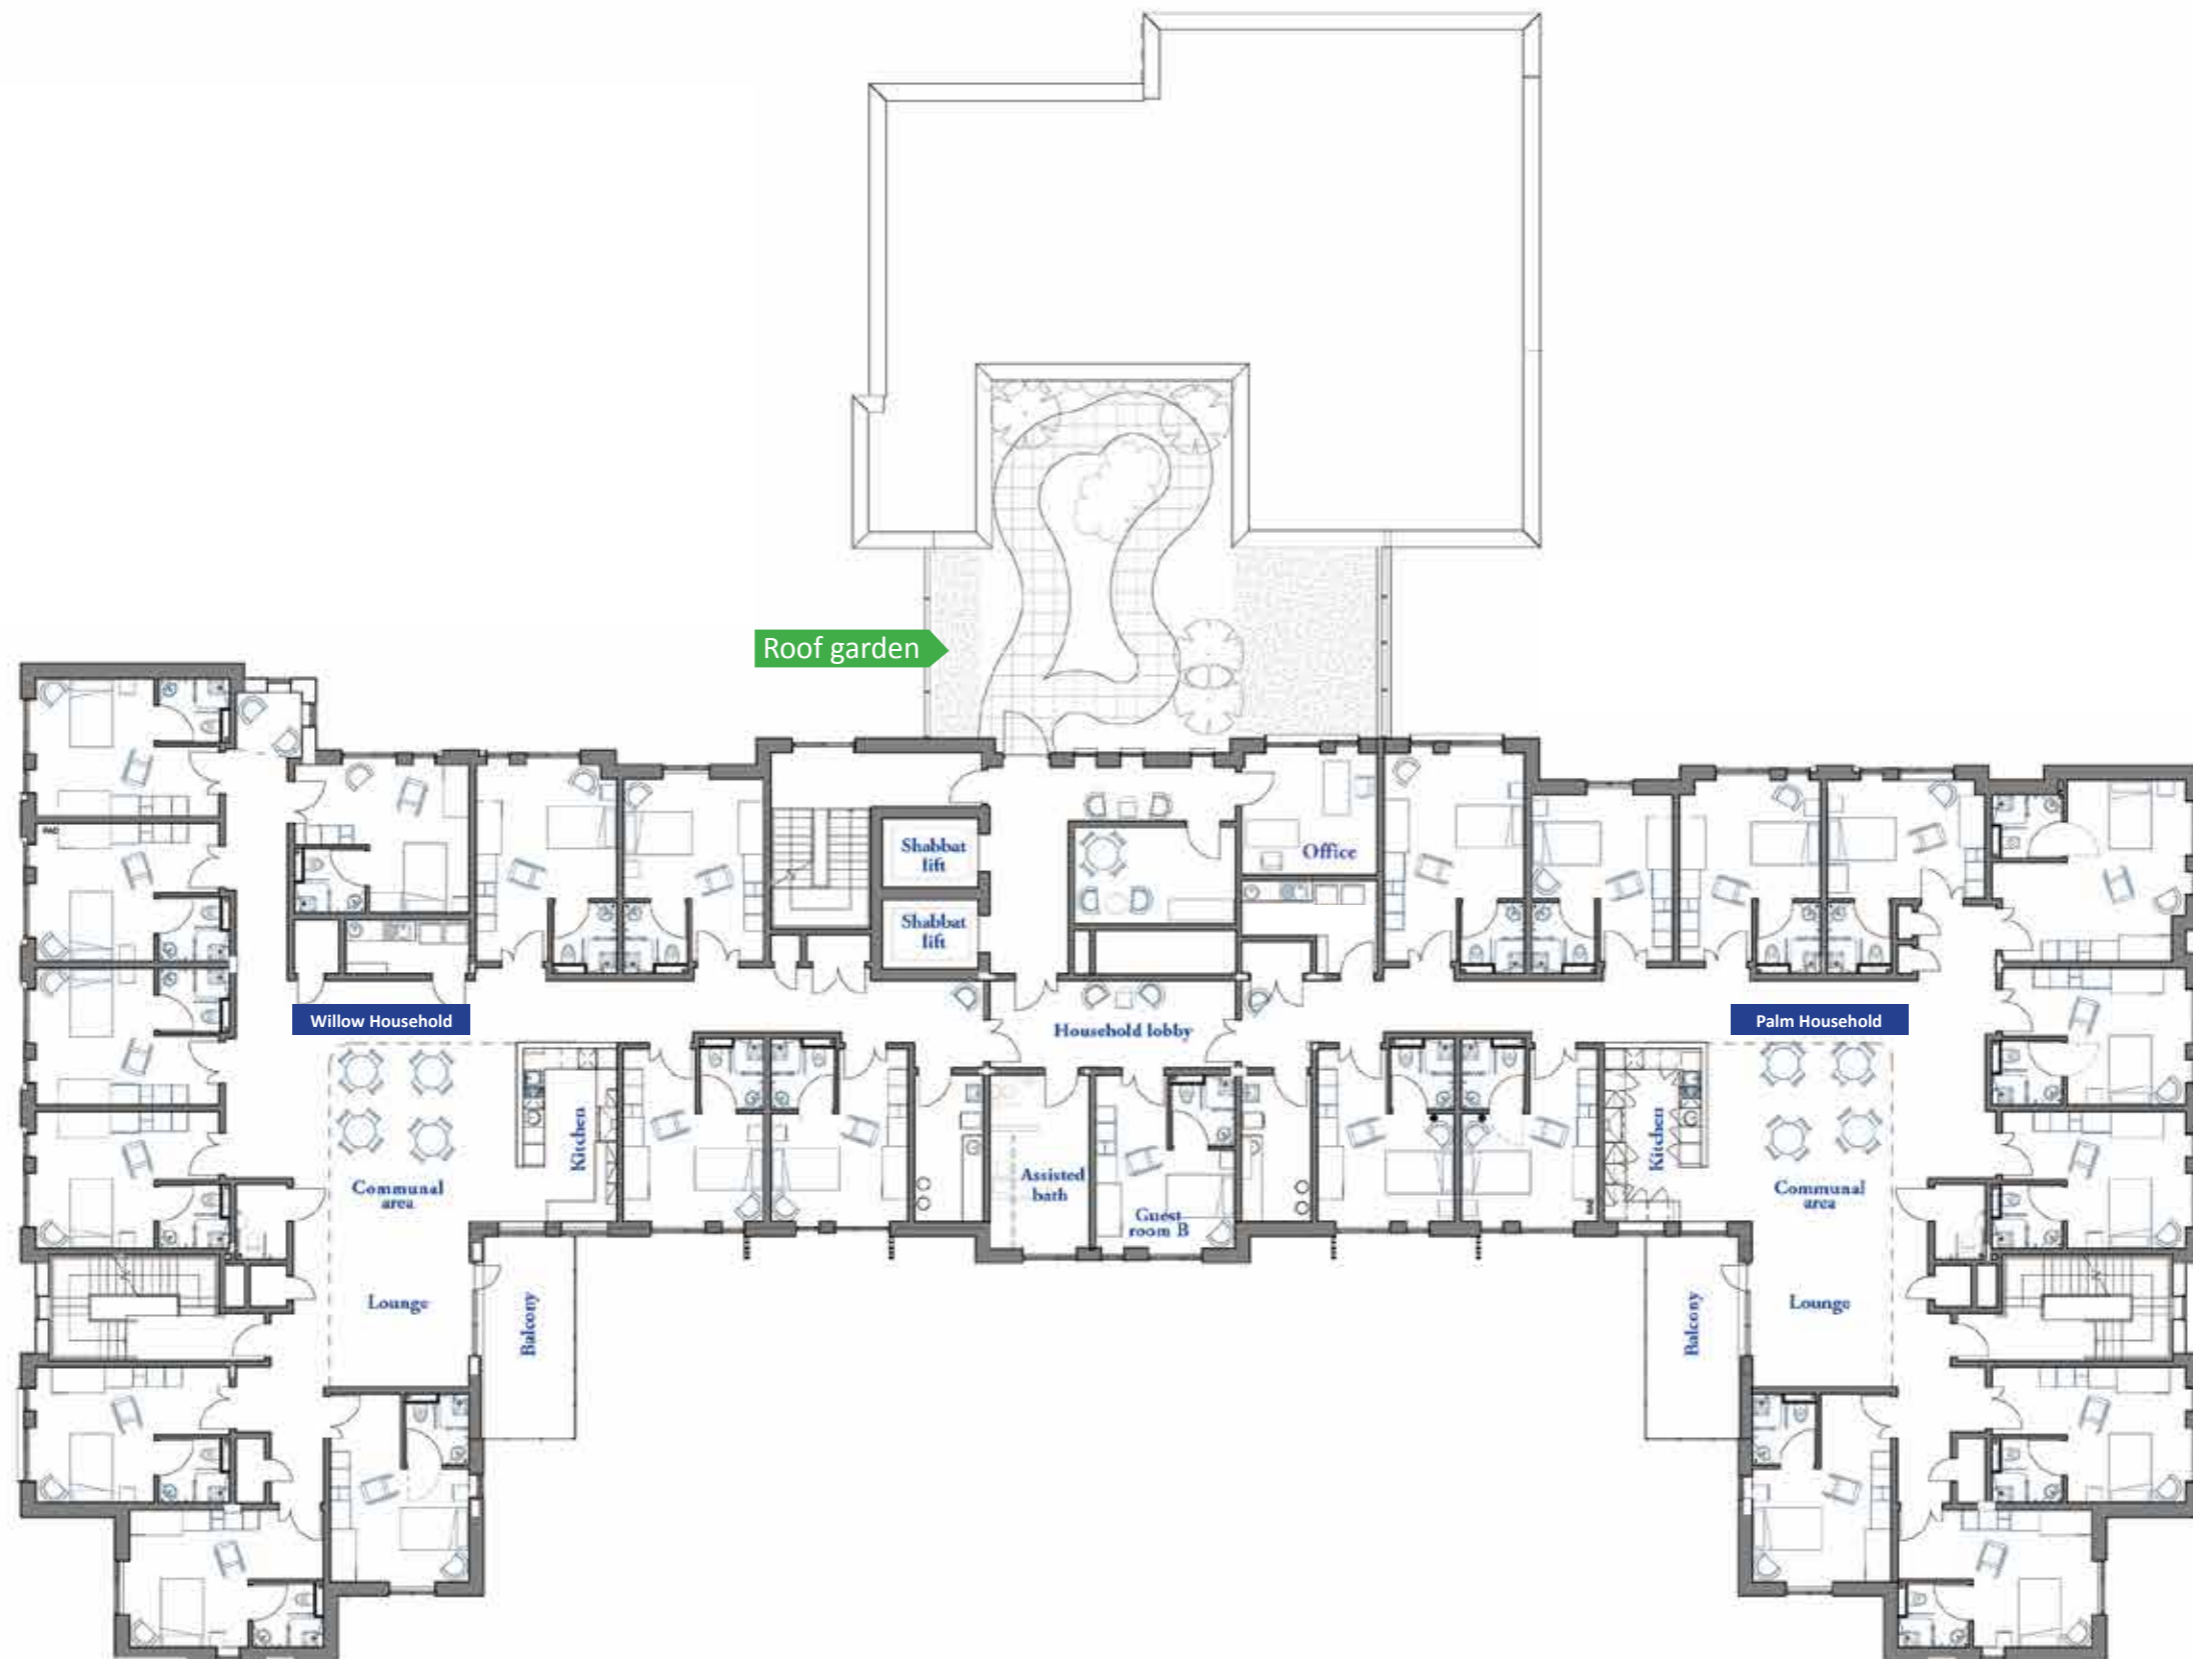 Roof garden
Shabbat
lift
Office
Shabbat
lift
PAD
Willow Household
Household lobby
Palm Household
Kitchen
Kitchen
Communal
area
Assisted
bath
Guest
room B
Communal
area
Lounge
Balcony
Balcony
Lounge